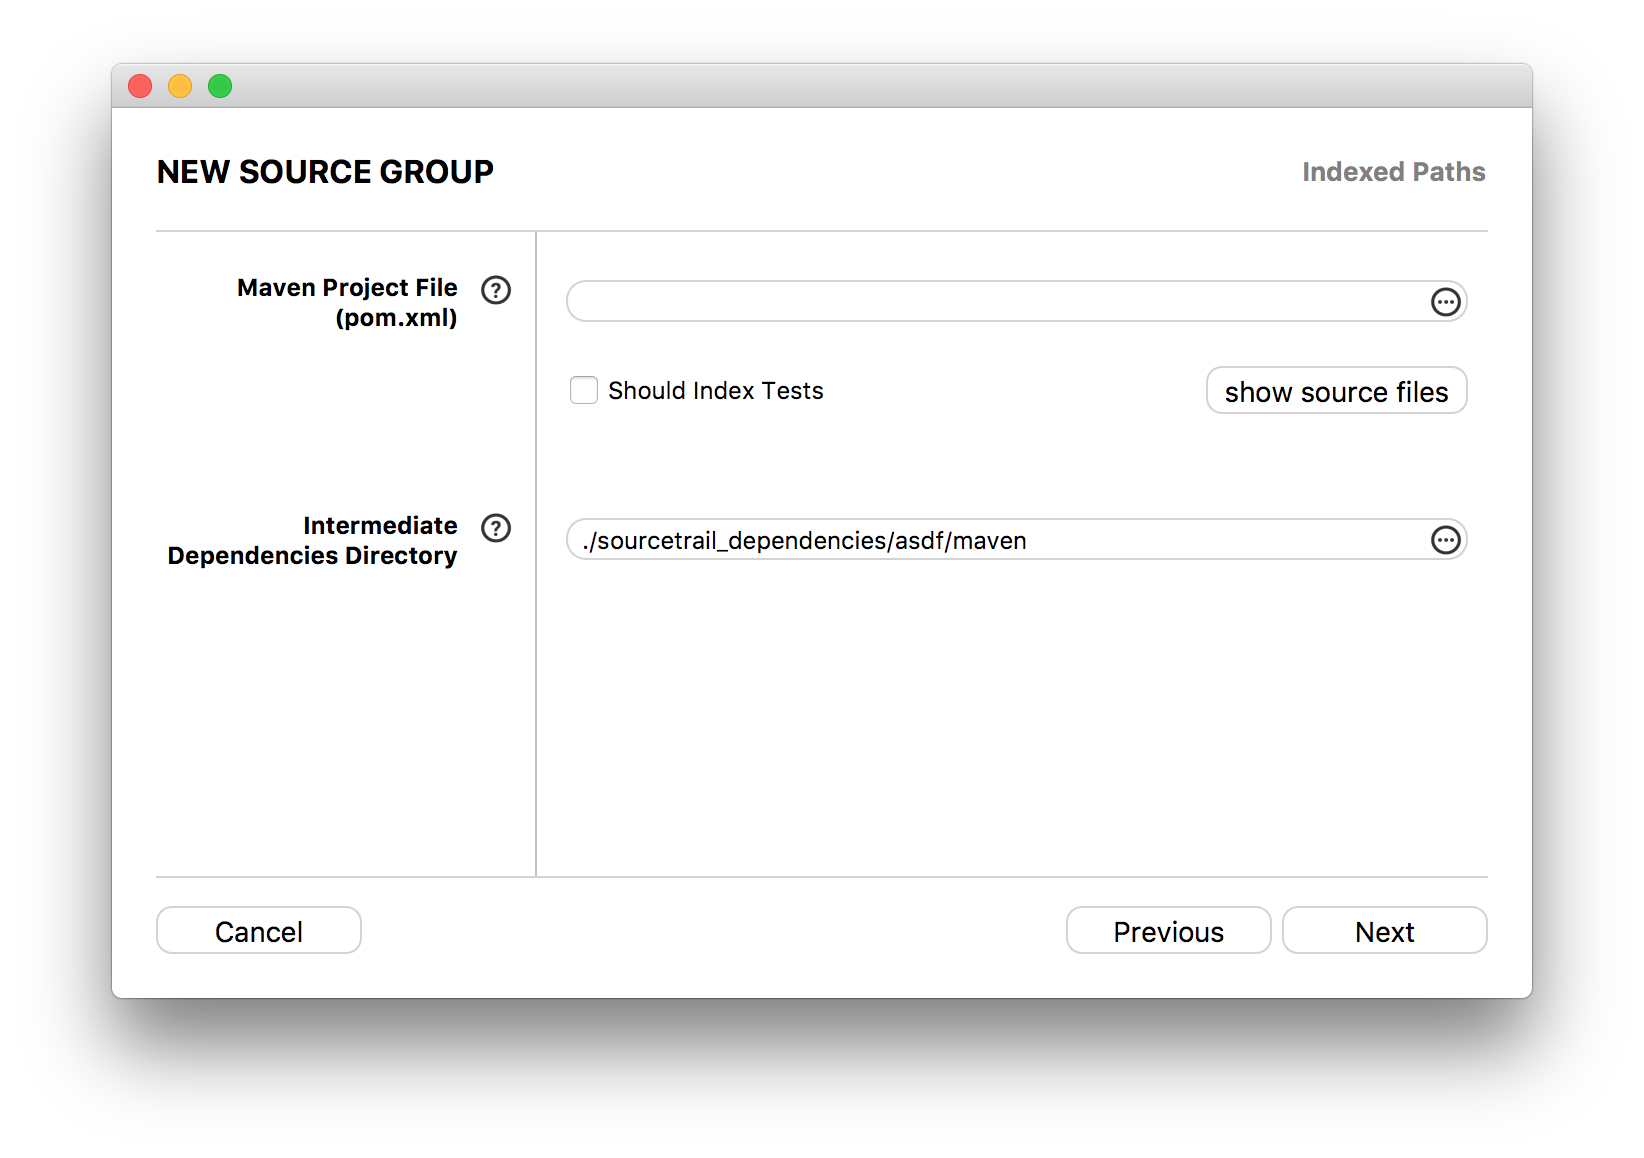 NEW SOURCE GROUP
Indexed Paths
Maven Project File
(pom.xml)
?
Should Index Tests
show source files
Intermediate
Dependencies Directory
?
./sourcetrail_dependencies/asdf/maven
Cancel
Previous
Next